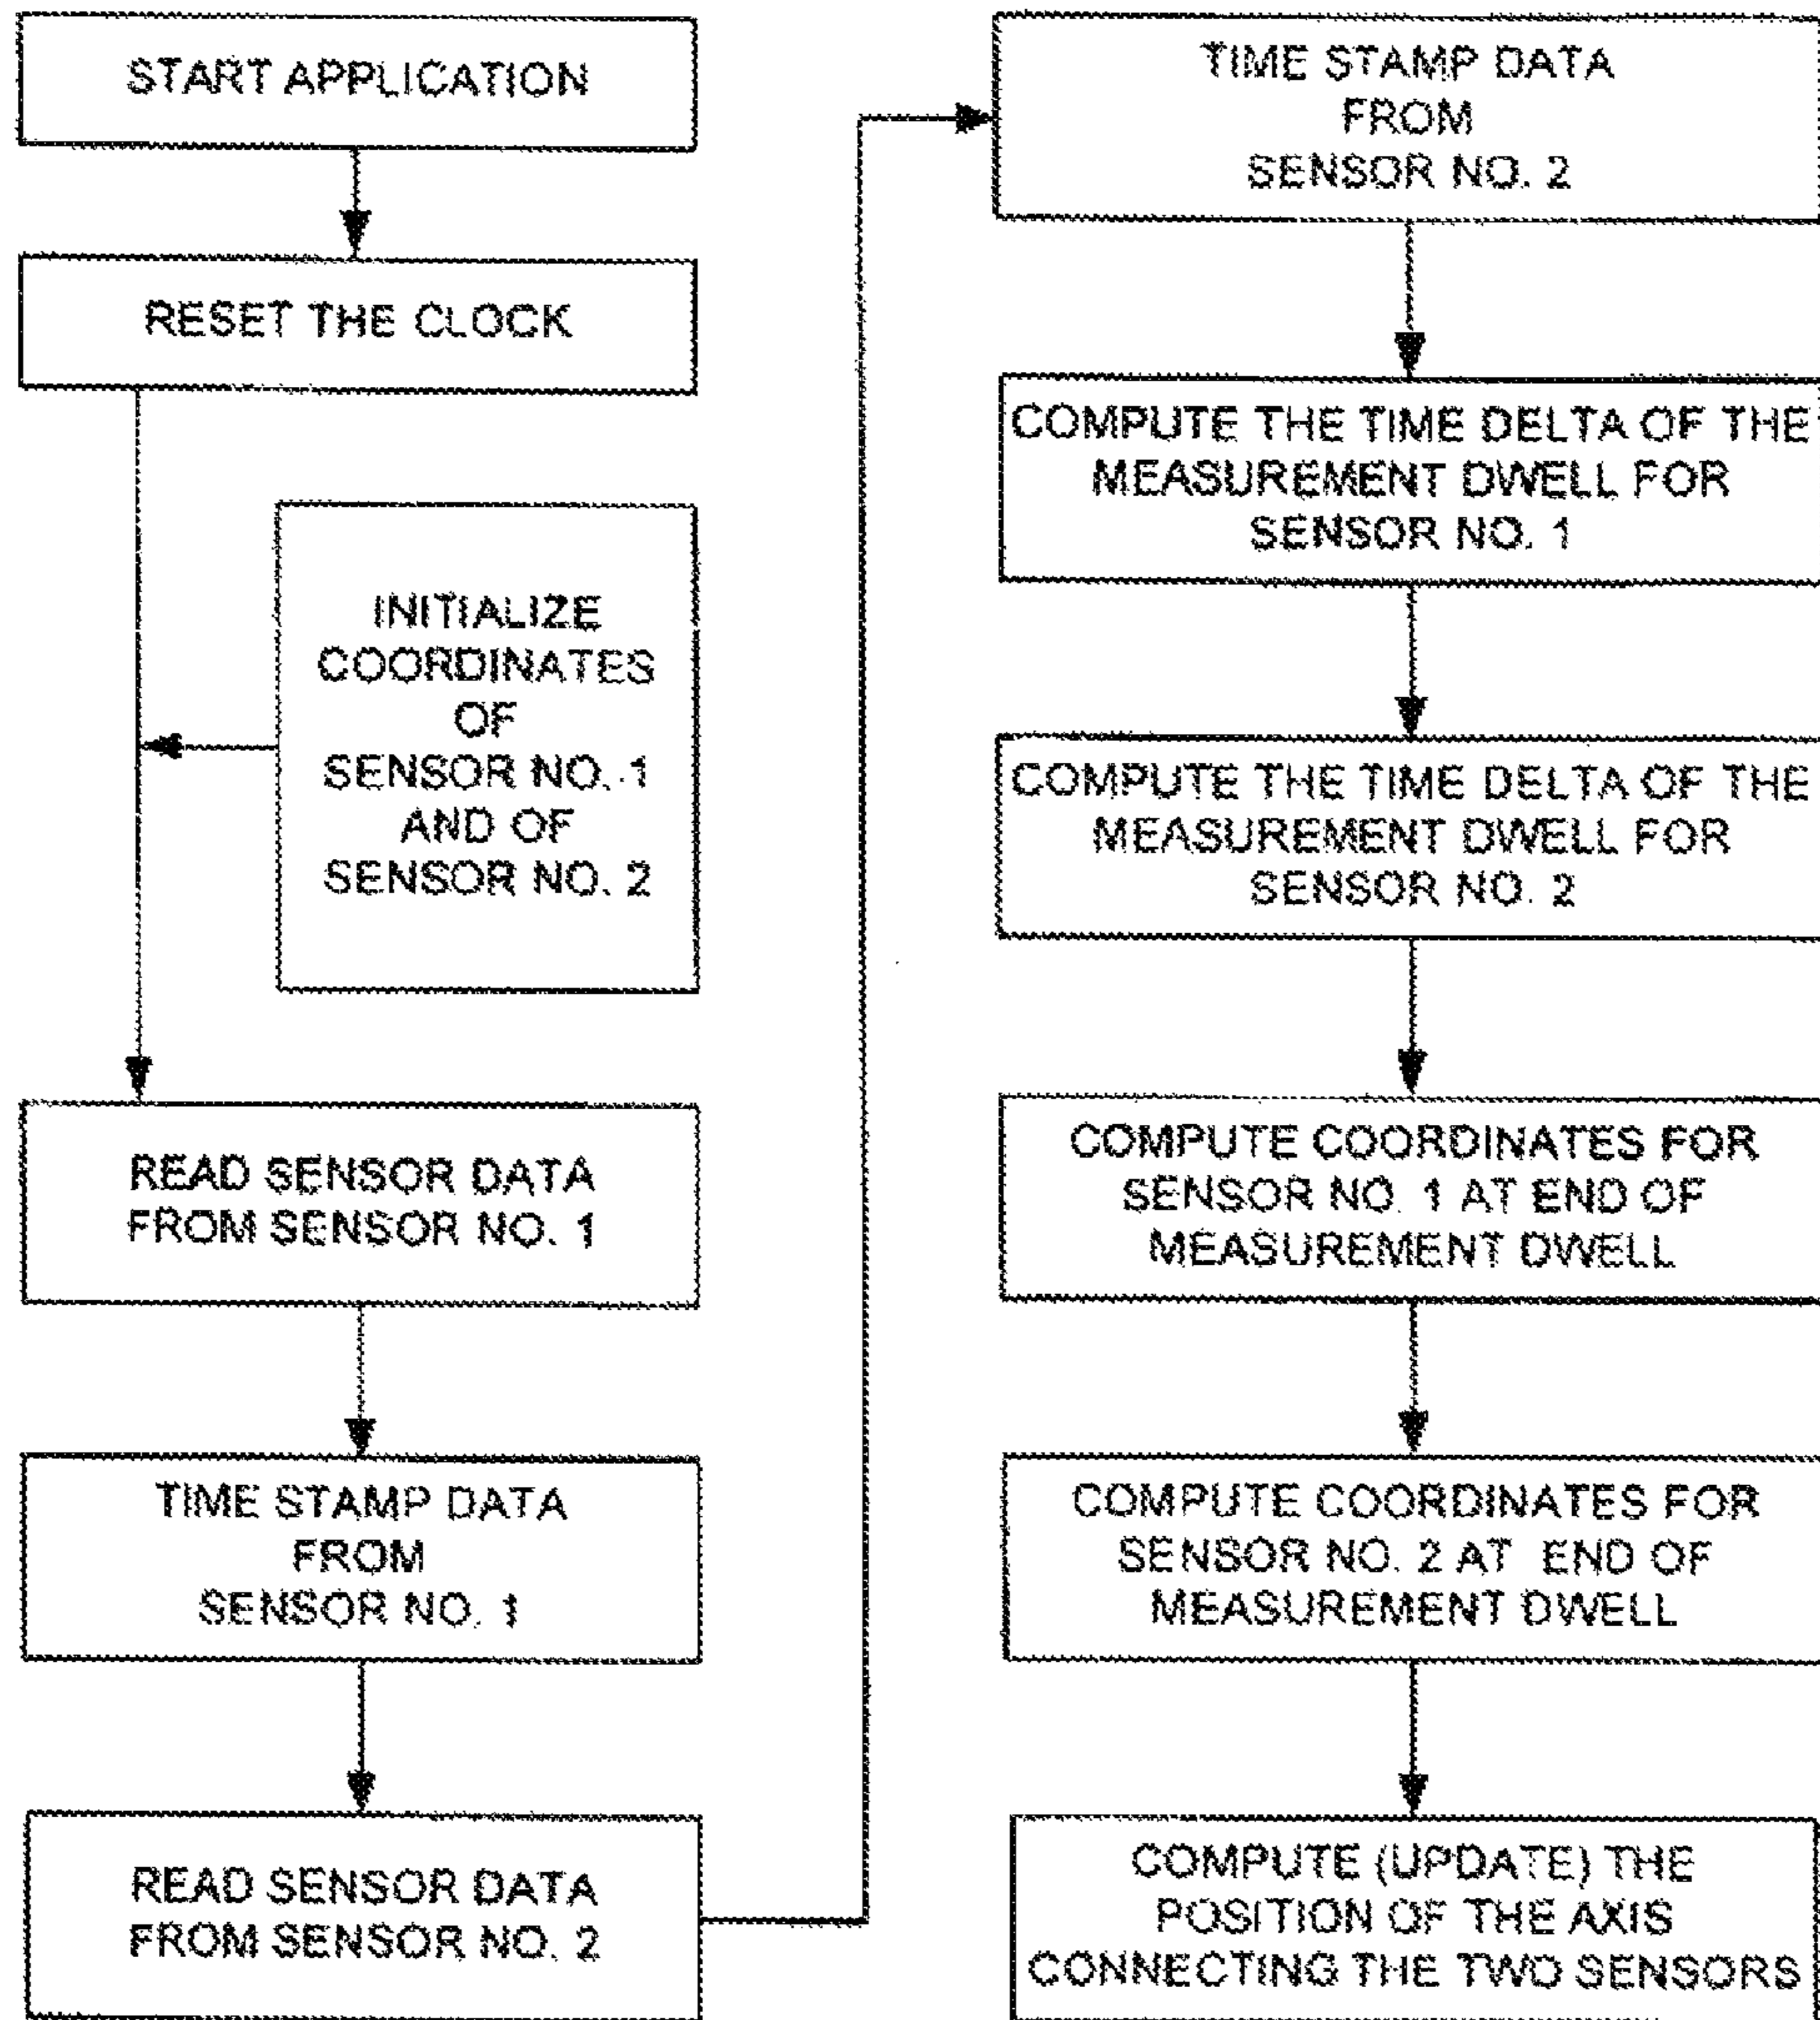 START APPLICATION
RESET THE CLOCK
INITIALIZE
COORDINATES
OF
SENSOR NO. 1
AND OF
SENSOR NO. 2
READ SENSOR DATA
FROM SENSOR NO. 1
TIME STAMP DATA
FROM
SENSOR NO. 1
READ SENSOR DATA
FROM SENSOR NO. 2
TIME STAMP DATA
FROM
SENSOR NO. 2
COMPUTE THE TIME DELTA OF THE
MEASUREMENT DWELL FOR
SENSOR NO. 1
COMPUTE THE TIME DELTA OF THE
MEASUREMENT DWELL FOR
SENSOR NO. 2
COMPUTE COORDINATES FOR
SENSOR NO. 1 AT END OF
MEASUREMENT DWELL
COMPUTE COORDINATES FOR
SENSOR NO. 2 AT END OF
MEASUREMENT DWELL
COMPUTE (UPDATE) THE
POSITION OF THE AXIS
CONNECTING THE TWO SENSORS